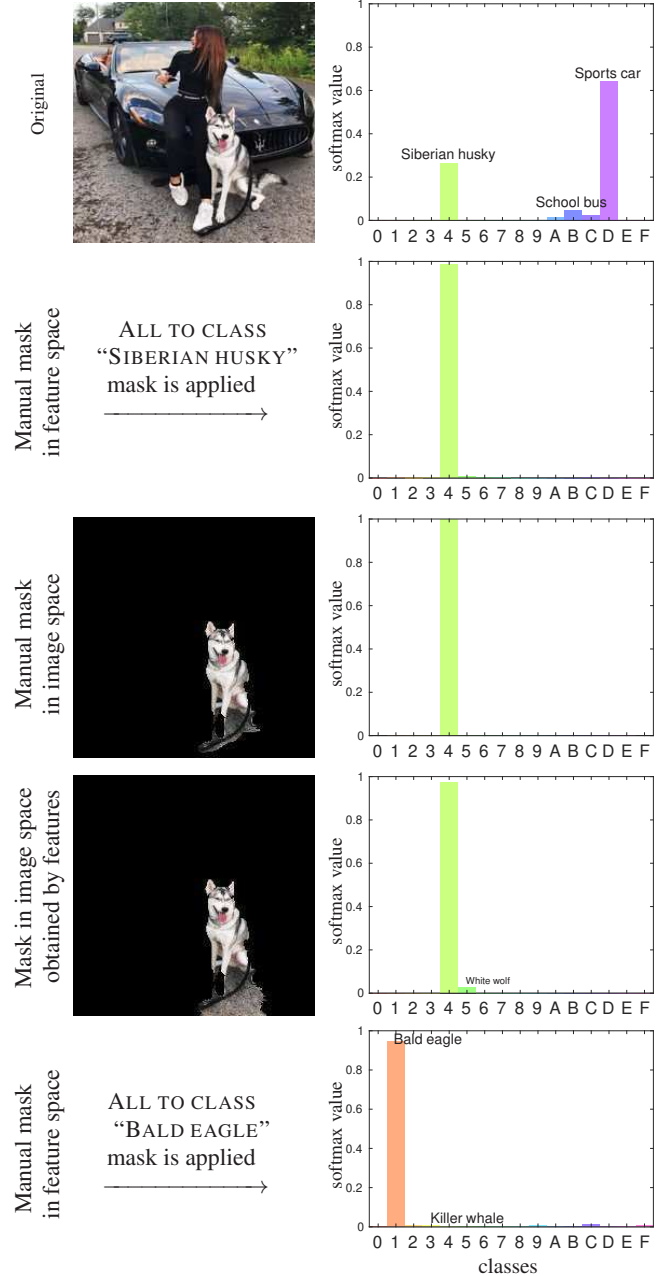 Original
softmax value
1
0.8
0.6
0.4
0.2
0
Sports car
Siberian husky
School bus
0 1 2 3 4 5 6 7 8 9 A B C D E F
Manual mask
in feature space
ALL TO CLASS
“SIBERIAN HUSKY”
mask is applied
softmax value
1
0.8
0.6
0.4
0.2
0
0 1 2 3 4 5 6 7 8 9 A B C D E F
Manual mask
in image space
softmax value
1
0.8
0.6
0.4
0.2
0
0 1 2 3 4 5 6 7 8 9 A B C D E F
Mask in image space
obtained by features
softmax value
1
0.8
0.6
0.4
0.2
0
White wolf
0 1 2 3 4 5 6 7 8 9 A B C D E F
Manual mask
in feature space
ALL TO CLASS
“BALD EAGLE”
mask is applied
softmax value
1
0.8
0.6
0.4
0.2
0
Bald eagle
Killer whale
0 1 2 3 4 5 6 7 8 9 A B C D E F
classes